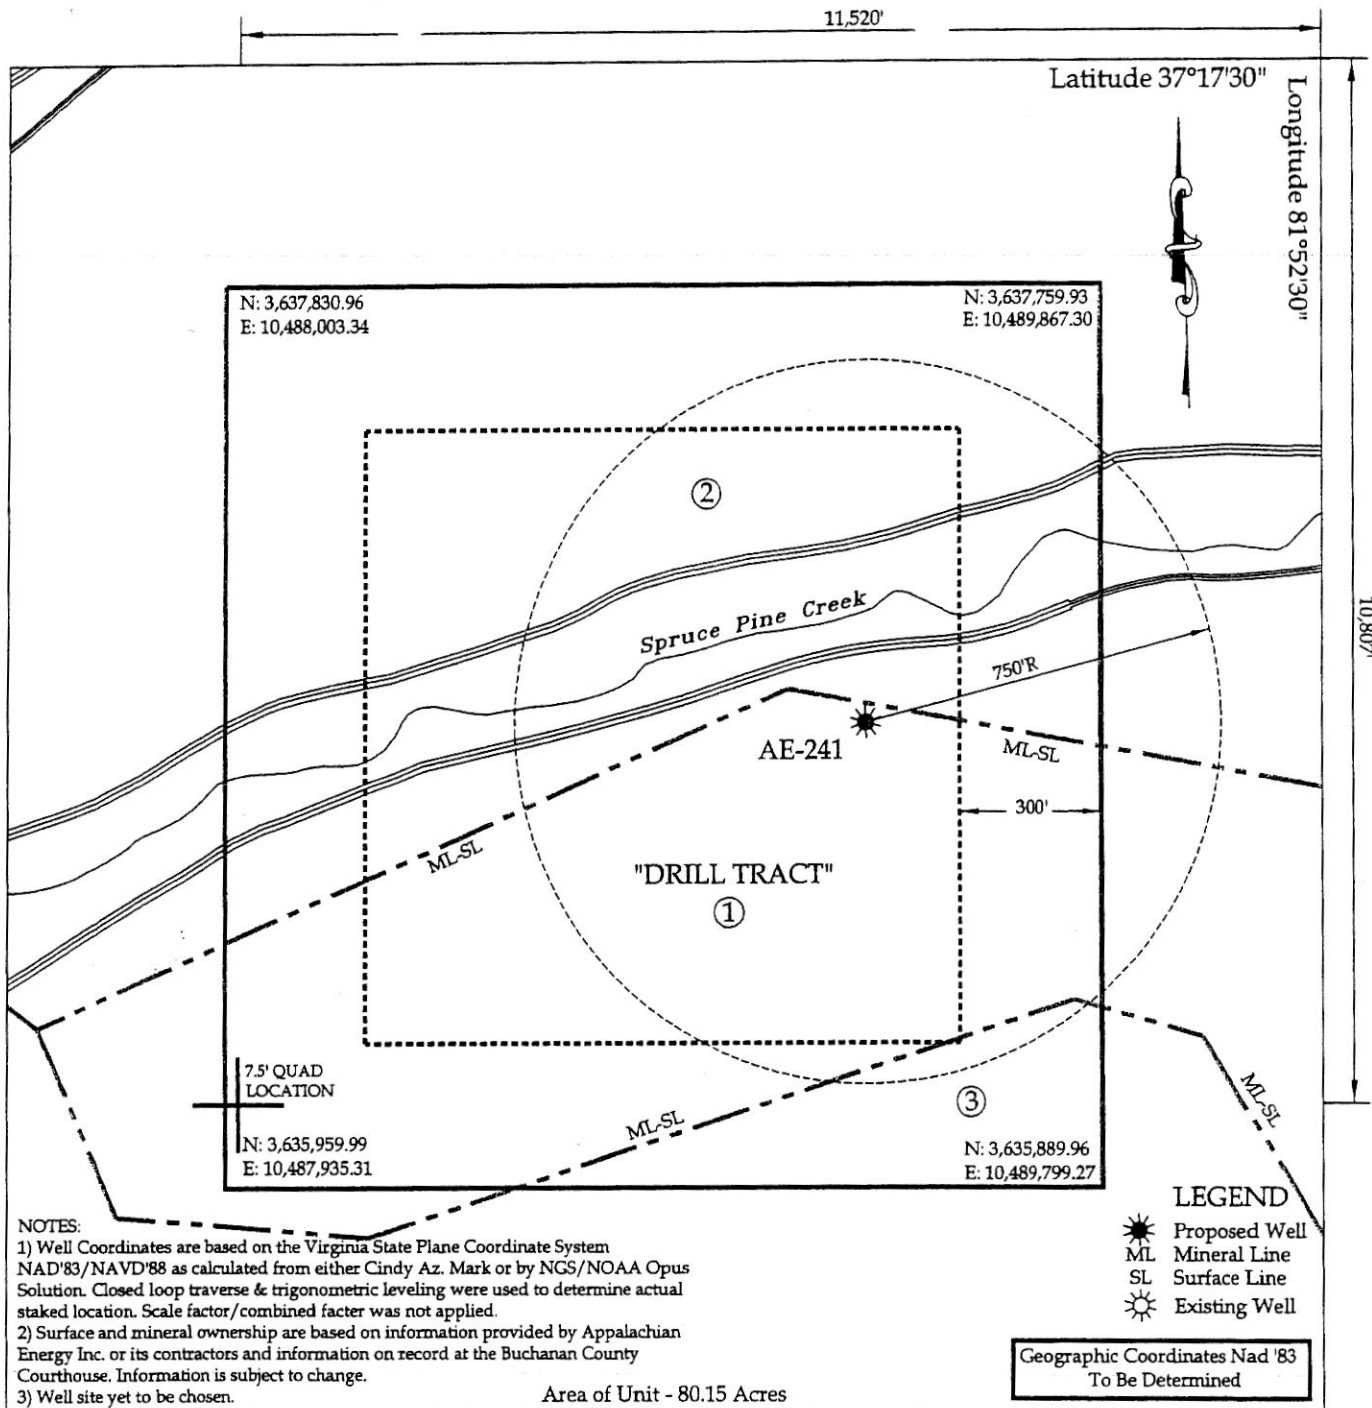 11,520'
Latitude 37°17'30"
Longitude 81°52'30"
N: 3,637,830.96
E: 10,488,003.34
N: 3,637,759.93
E: 10,489,867.30
2
Spruce Pine Creek
750'R
10,807'
AE-241
ML-SL
300'
ML-SL
"DRILL TRACT"
1
7.5' QUAD
LOCATION
3
ML-SL
ML-SL
N: 3,635,959.99
E: 10,487,935.31
N: 3,635,889.96
E: 10,489,799.27
LEGEND
Proposed Well
ML Mineral Line
SL Surface Line
Existing Well
NOTES:
1) Well Coordinates are based on the Virginia State Plane Coordinate System
NAD'83/NAVD'88 as calculated from either Cindy Az. Mark or by NGS/NOAA Opus
Solution. Closed loop traverse & trigonometric leveling were used to determine actual
staked location. Scale factor/combined facter was not applied.
2) Surface and mineral ownership are based on information provided by Appalachian
Energy Inc. or its contractors and information on record at the Buchanan County
Courthouse. Information is subject to change.
3) Well site yet to be chosen.
Area of Unit - 80.15 Acres
Geographic Coordinates Nad '83
To Be Determined